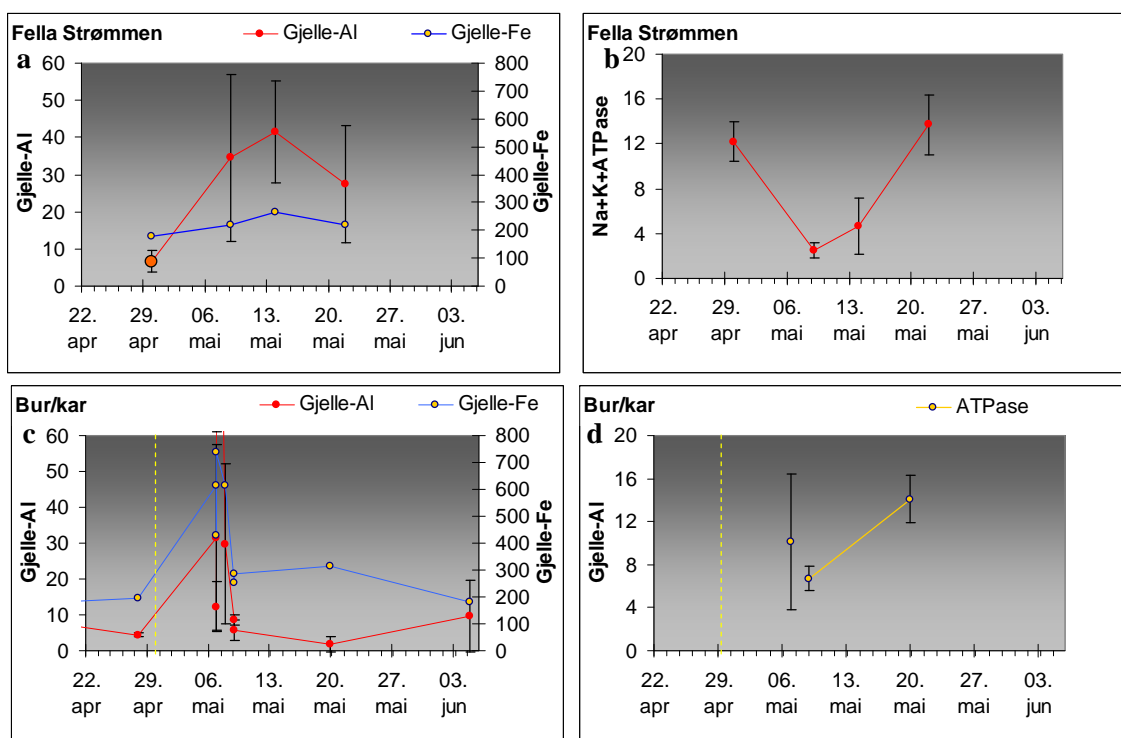 Fella Strømmen
Gjelle-Al
Gjelle-Fe
a
60
50
40
30
20
10
0
Gjelle-Al
800
700
600
500
400
300
200
100
0
Gjelle-Fe
22. 29. 06. 13. 20. 27. 03.
apr apr mai mai mai mai jun
Fella Strømmen
b
20
16
12
8
4
0
Na+K+ATPase
22. 29. 06. 13. 20. 27. 03.
apr apr mai mai mai mai jun
Bur/kar
Gjelle-Al
Gjelle-Fe
c
60
50
40
30
20
10
0
Gjelle-Al
800
700
600
500
400
300
200
100
0
Gjelle-Fe
22. 29. 06. 13. 20. 27. 03.
apr apr mai mai mai mai jun
Bur/kar
ATPase
d
20
16
12
8
4
0
Gjelle-Al
22. 29. 06. 13. 20. 27. 03.
apr apr mai mai mai mai jun